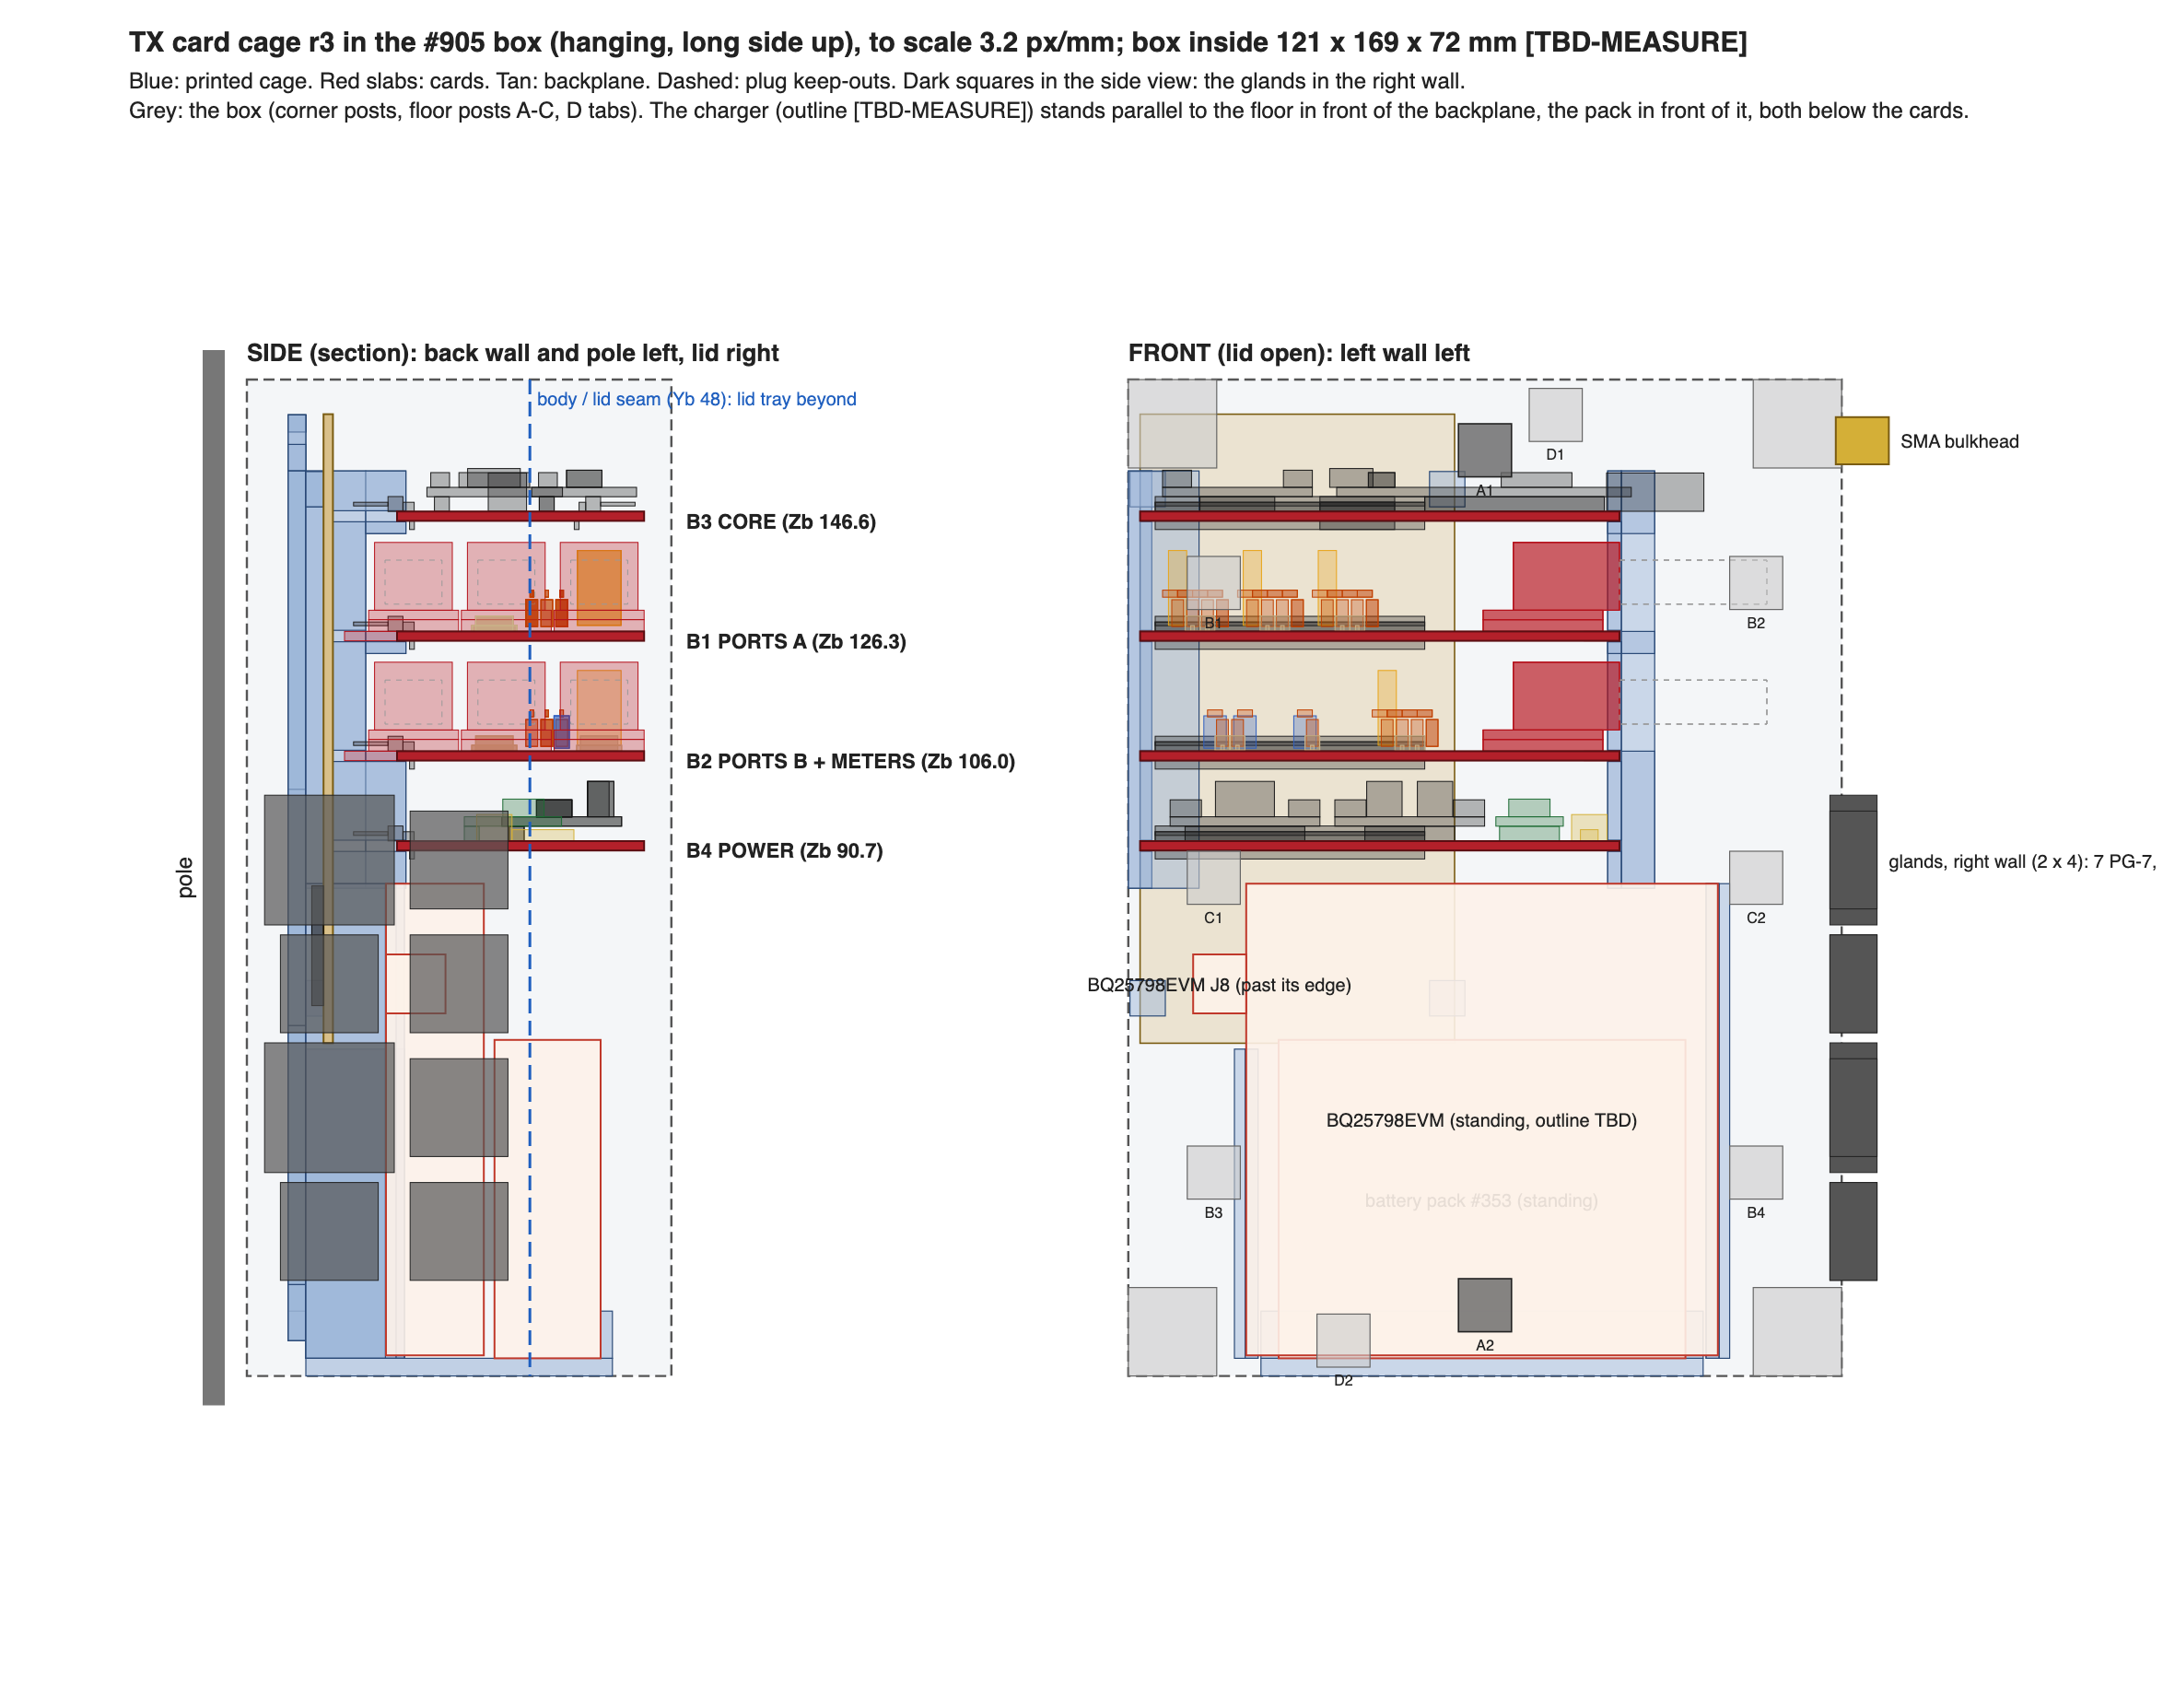 TX card cage r3 in the #905 box (hanging, long side up), to scale 3.2 px/mm; box inside 121 x 169 x 72 mm [TBD-MEASURE]
Blue: printed cage. Red slabs: cards. Tan: backplane. Dashed: plug keep-outs. Dark squares in the side view: the glands in the right wall.
Grey: the box (corner posts, floor posts A-C, D tabs). The charger (outline [TBD-MEASURE]) stands parallel to the floor in front of the backplane, the pack in front of it, both below the cards.
SIDE (section): back wall and pole left, lid right
body / lid seam (Yb 48): lid tray beyond
B3 CORE (Zb 146.6)
B1 PORTS A (Zb 126.3)
B2 PORTS B + METERS (Zb 106.0)
B4 POWER (Zb 90.7)
pole
FRONT (lid open): left wall left
SMA bulkhead
D1
A1
B1
B2
glands, right wall (2 x 4): 7 PG-7,
C1
C2
BQ25798EVM J8 (past its edge)
BQ25798EVM (standing, outline TBD)
battery pack #353 (standing)
B3
B4
A2
D2